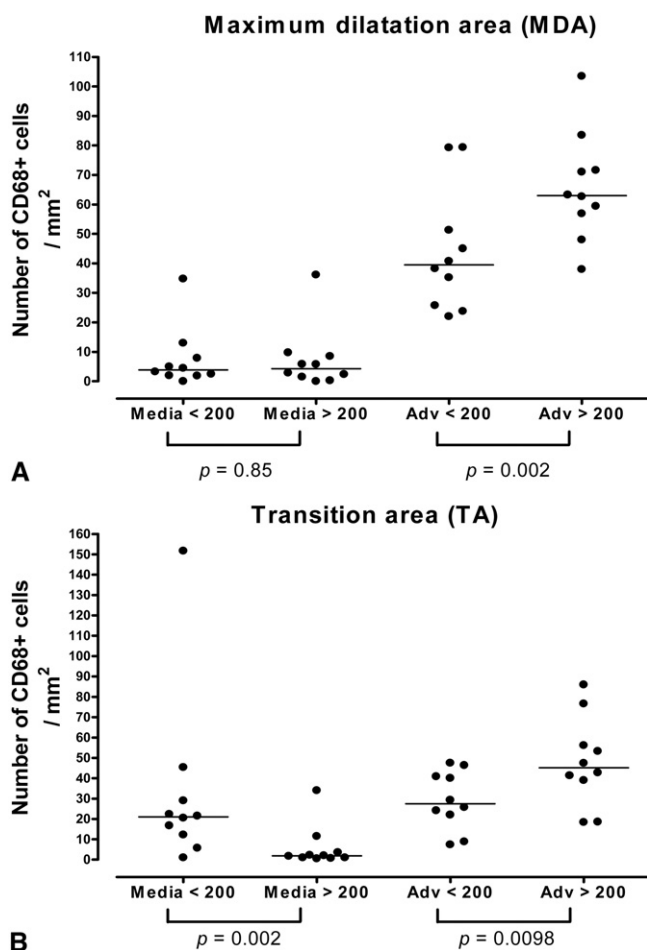 Maximum dilatation area (MDA)
Number of CD68+ cells
/ mm²
110
100
90
80
70
60
50
40
30
20
10
0
Media < 200 Media > 200 Adv < 200 Adv > 200
p = 0.85 p = 0.002
A
Transition area (TA)
Number of CD68+ cells
/ mm²
160
150
140
130
120
110
100
90
80
70
60
50
40
30
20
10
0
Media < 200 Media > 200 Adv < 200 Adv > 200
p = 0.002 p = 0.0098
B